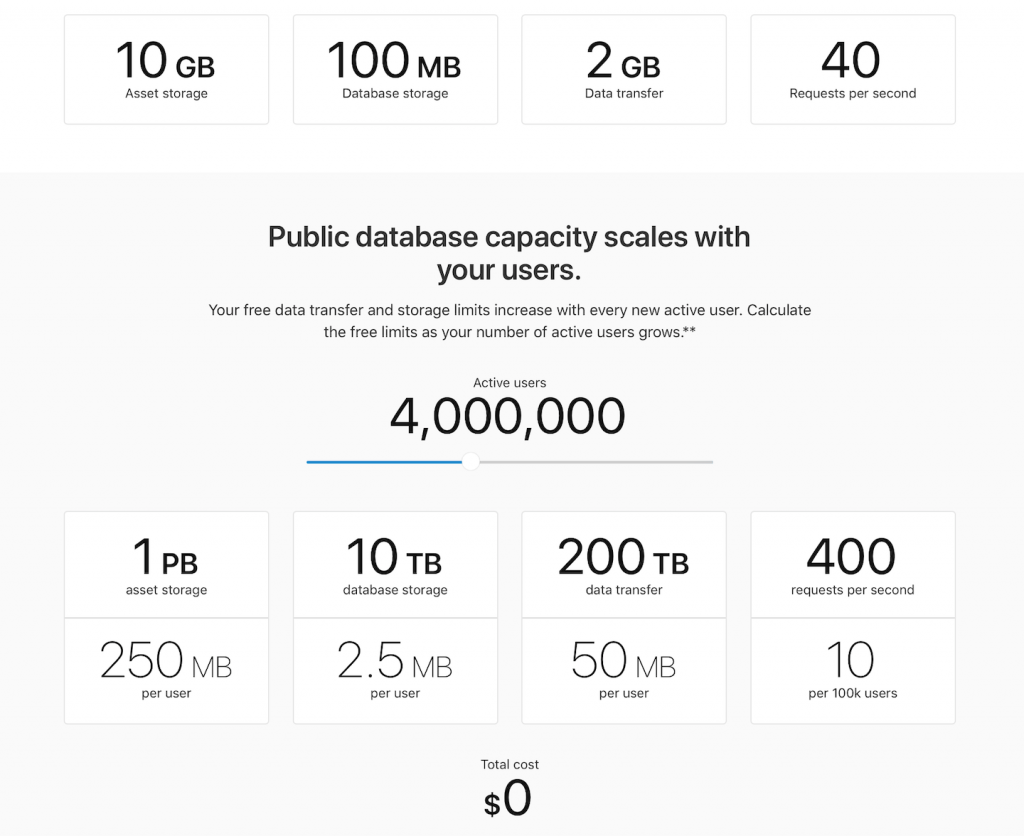 10 GB
Asset storage
100 MB
Database storage
2 GB
Data transfer
40
Requests per second
Public database capacity scales with
your users.
Your free data transfer and storage limits increase with every new active user. Calculate
the free limits as your number of active users grows.**
Active users
4,000,000
1 PB
asset storage
10 TB
database storage
200 TB
data transfer
400
requests per second
250 MB
per user
2.5 MB
per user
50 MB
per user
10
per 100k users
Total cost
$0